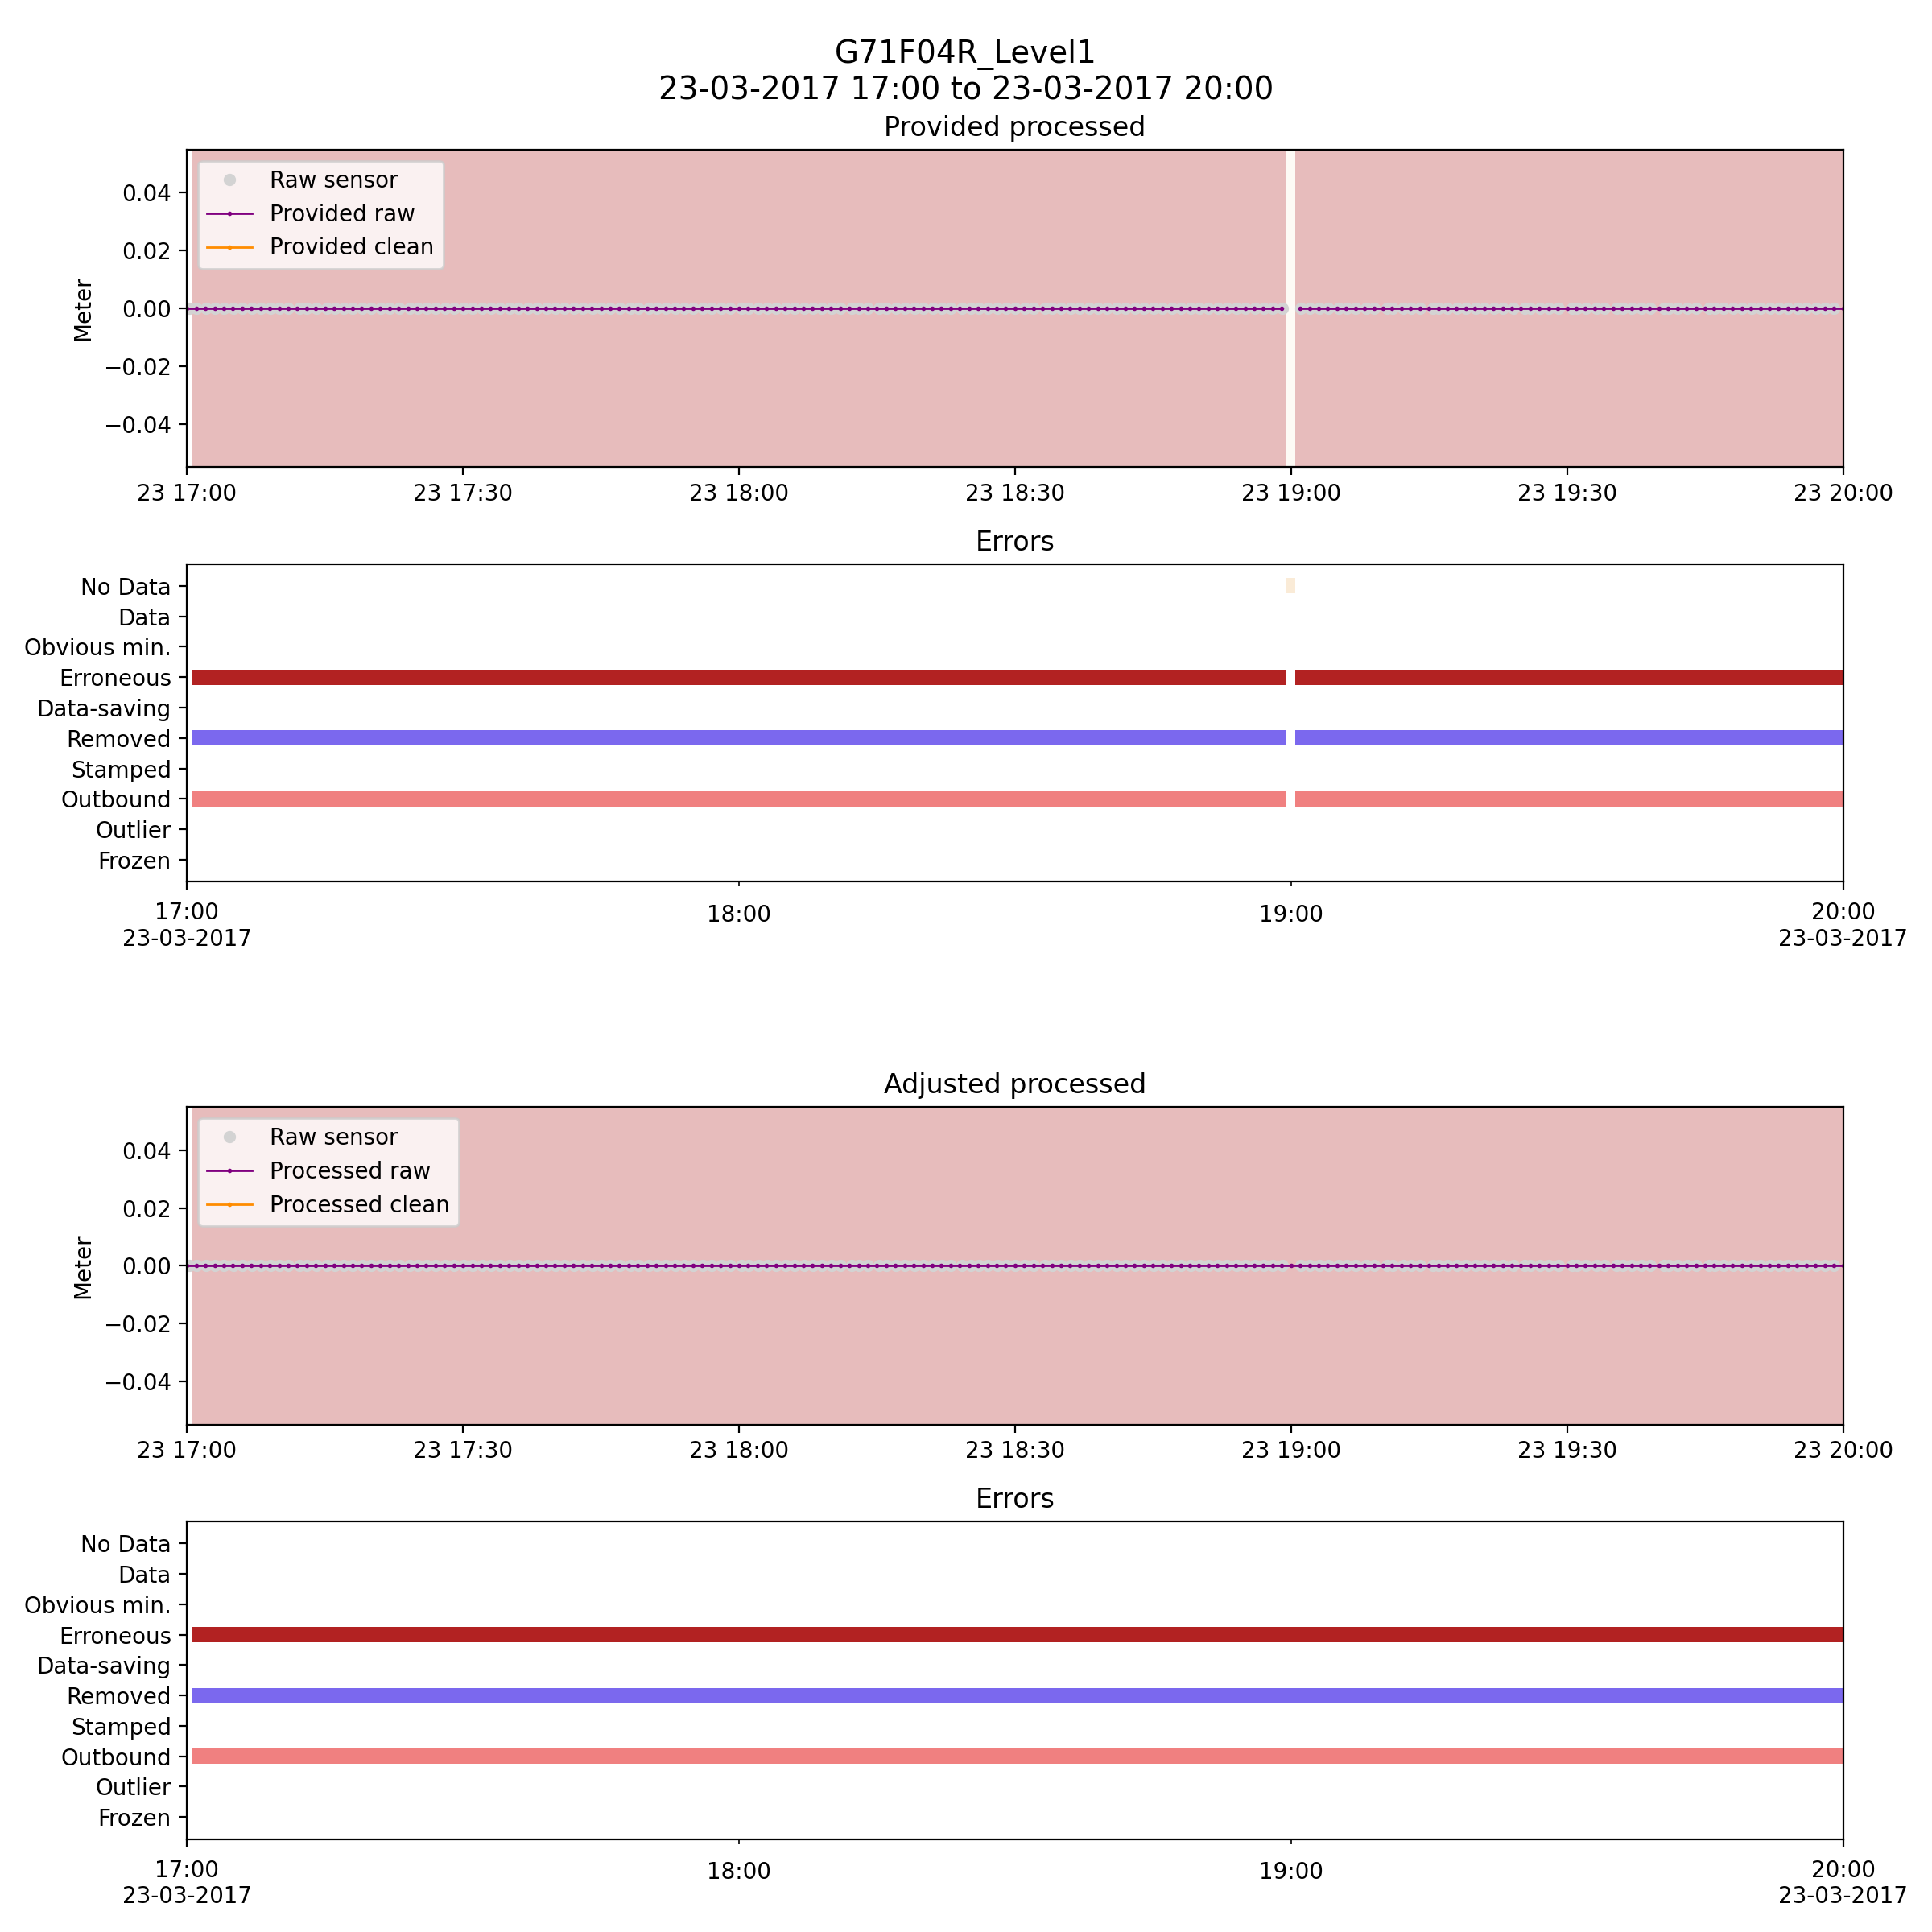 G71F04R_Level1
23-03-2017 17:00 to 23-03-2017 20:00
Provided processed
Raw sensor
Provided raw
Provided clean
Meter
0.04
0.02
0.00
−0.02
−0.04
23 17:00 23 17:30 23 18:00 23 18:30 23 19:00 23 19:30 23 20:00
Errors
No Data
Data
Obvious min.
Erroneous
Data-saving
Removed
Stamped
Outbound
Outlier
Frozen
17:00 18:00 19:00 20:00
23-03-2017 23-03-2017
Adjusted processed
Raw sensor
Processed raw
Processed clean
Meter
0.04
0.02
0.00
−0.02
−0.04
23 17:00 23 17:30 23 18:00 23 18:30 23 19:00 23 19:30 23 20:00
Errors
No Data
Data
Obvious min.
Erroneous
Data-saving
Removed
Stamped
Outbound
Outlier
Frozen
17:00 18:00 19:00 20:00
23-03-2017 23-03-2017